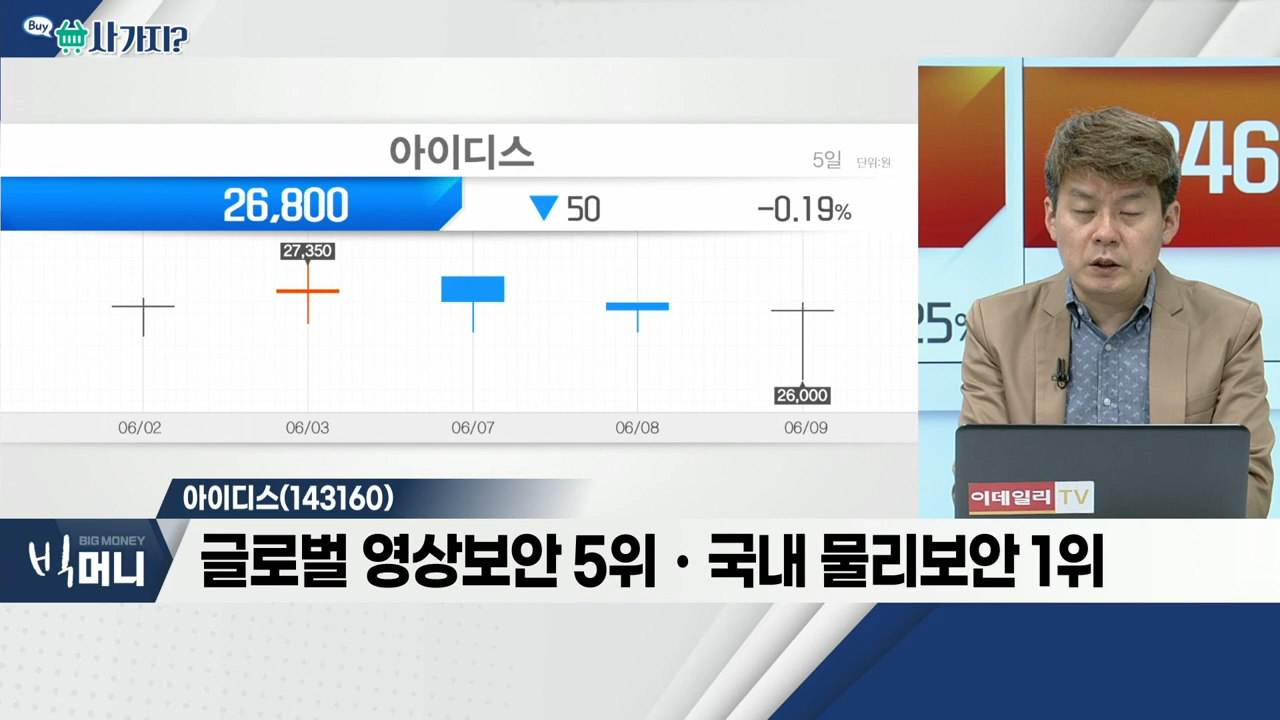 Buy
사가지?
아이디스
5일 단위:원
26,800 ▼50 -0.19%
27,350
26,000
06/02 06/03 06/07 06/08 06/09
246
25%
이데일리 TV
아이디스(143160)
BIG MONEY
빅머니
글로벌 영상보안 5위 · 국내 물리보안 1위